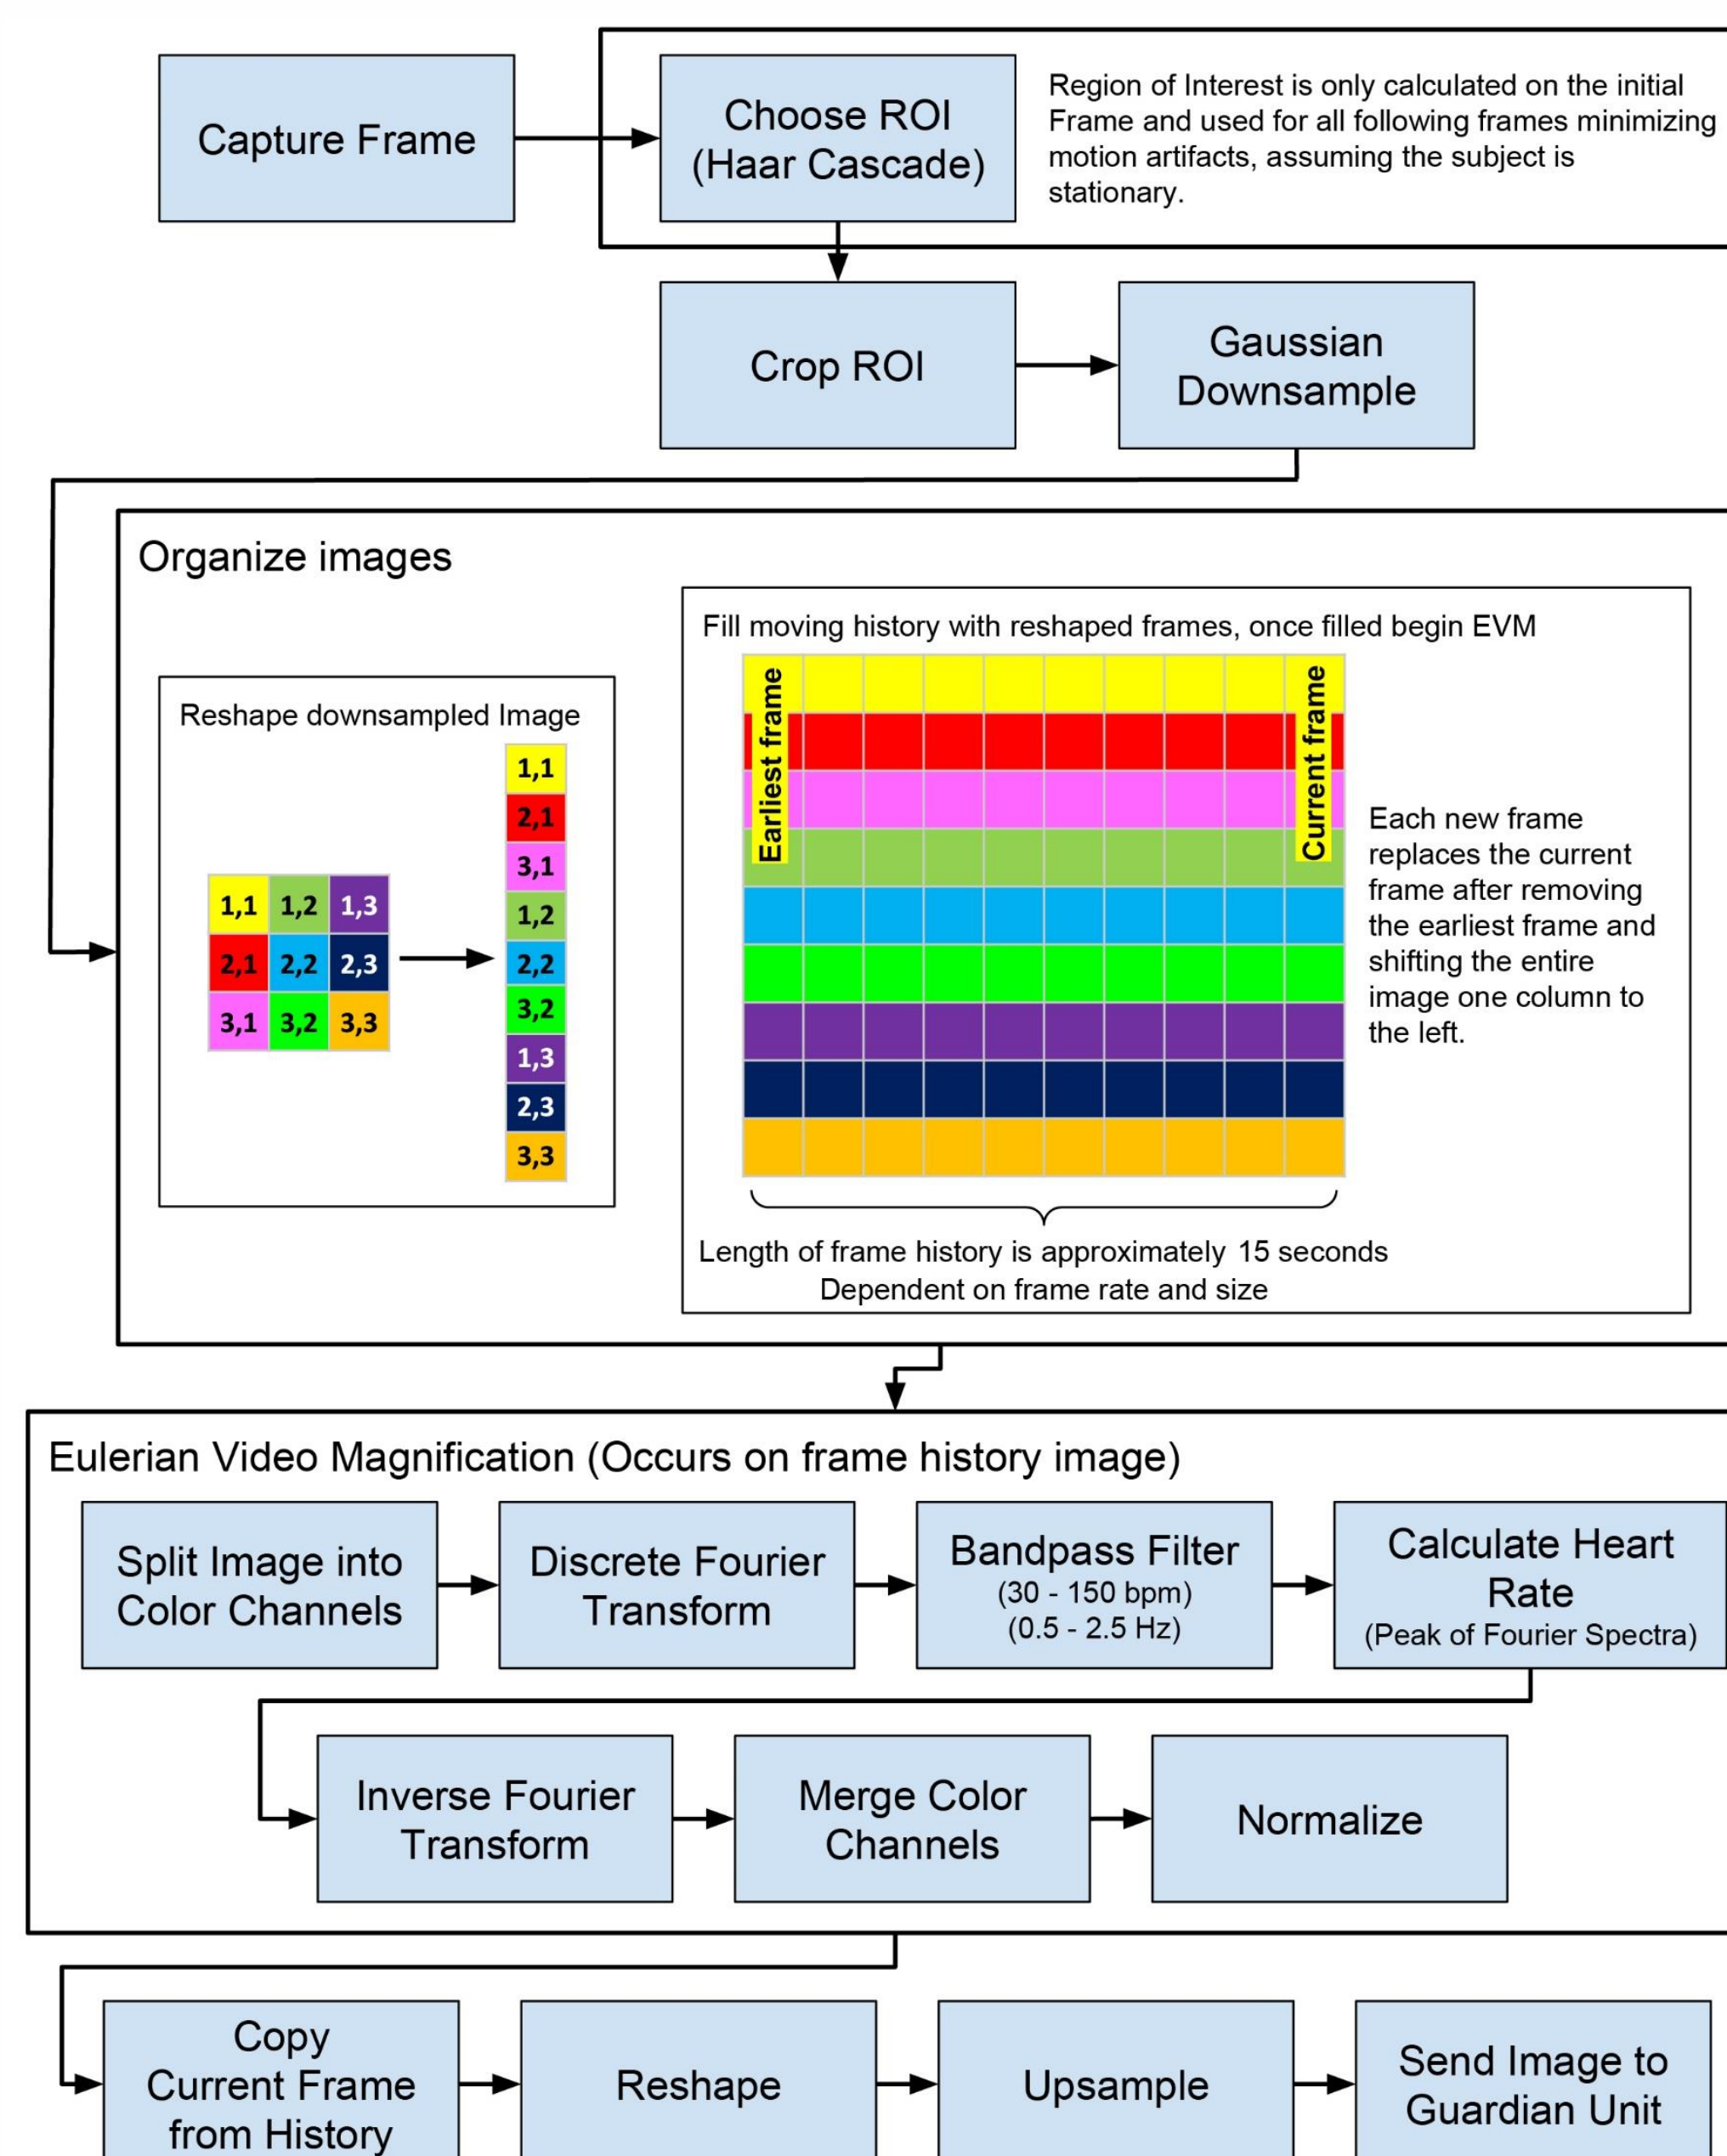 Capture Frame
Choose ROI
(Haar Cascade)
Region of Interest is only calculated on the initial
Frame and used for all following frames minimizing
motion artifacts, assuming the subject is
stationary.
Crop ROI
Gaussian
Downsample
Organize images
Reshape downsampled Image
1,1 1,2 1,3
2,1 2,2 2,3
3,1 3,2 3,3
1,1
2,1
3,1
1,2
2,2
3,2
1,3
2,3
3,3
Fill moving history with reshaped frames, once filled begin EVM
Earliest frame
Current frame
Each new frame
replaces the current
frame after removing
the earliest frame and
shifting the entire
image one column to
the left.
Length of frame history is approximately 15 seconds
Dependent on frame rate and size
Eulerian Video Magnification (Occurs on frame history image)
Split Image into
Color Channels
Discrete Fourier
Transform
Bandpass Filter
(30 - 150 bpm)
(0.5 - 2.5 Hz)
Calculate Heart
Rate
(Peak of Fourier Spectra)
Inverse Fourier
Transform
Merge Color
Channels
Normalize
Copy
Current Frame
from History
Reshape
Upsample
Send Image to
Guardian Unit